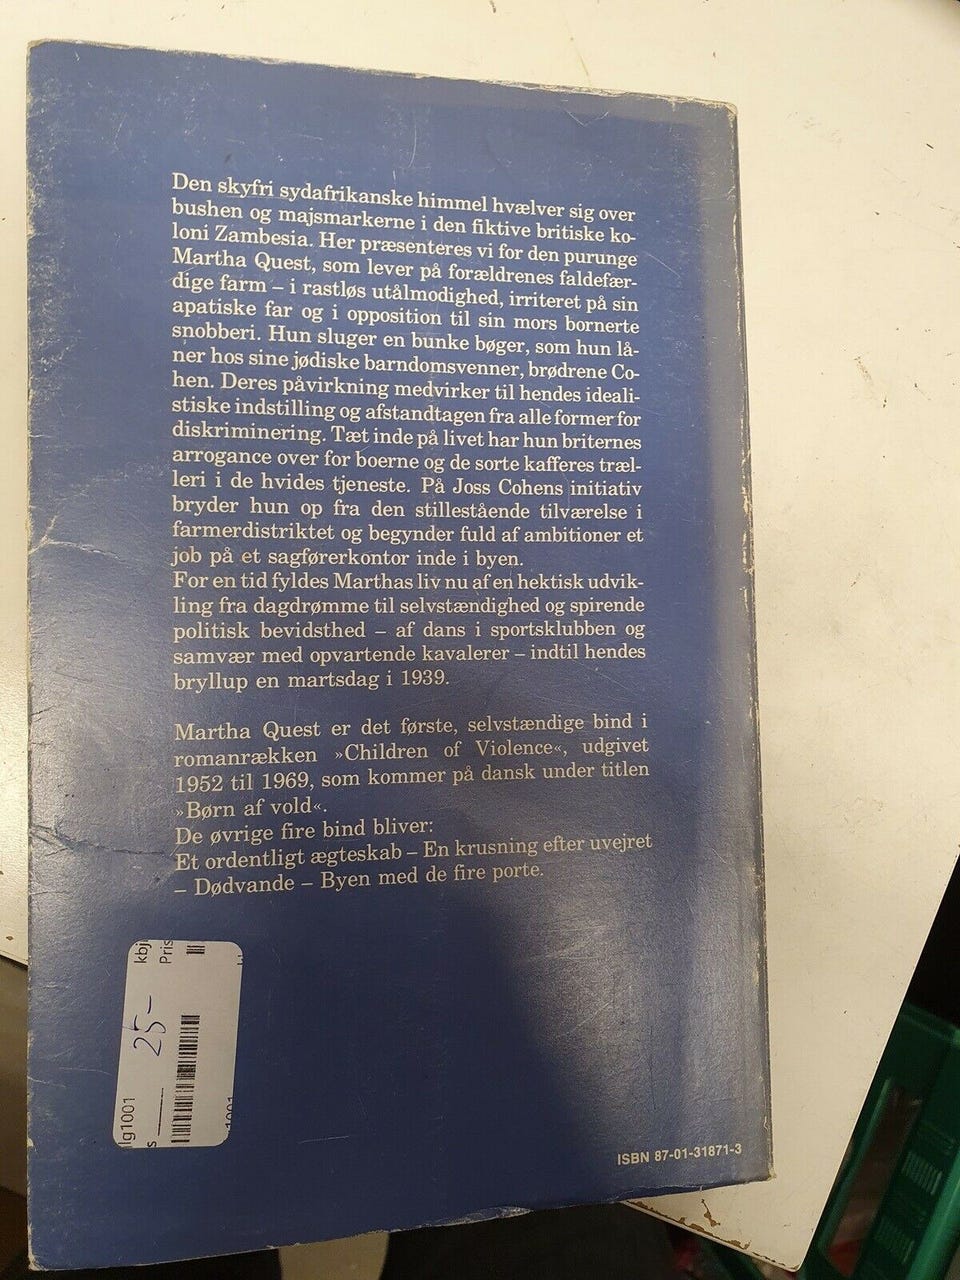 Den skyfri sydafrikanske himmel hvælver sig over
bushen og majsmarkerne i den fiktive britiske ko-
loni Zambesia. Her præsenteres vi for den purunge
Martha Quest, som lever på forældrenes faldefær-
dige farm – i rastløs utålmodighed, irriteret på sin
apatiske far og i opposition til sin mors bornerte
snobberi. Hun sluger en bunke bøger, som hun lå-
ner hos sine jødiske barndomsvenner, brødrene Co-
hen. Deres påvirkning medvirker til hendes ideali-
stiske indstilling og afstandtagen fra alle former for
diskriminering. Tæt inde på livet har hun briternes
arrogance over for boerne og de sorte kafferes træl-
leri i de hvides tjeneste. På Joss Cohens initiativ
bryder hun op fra den stillestående tilværelse i
farmerdistriktet og begynder fuld af ambitioner et
job på et sagførerkontor inde i byen.
For en tid fyldes Marthas liv nu af en hektisk udvik-
ling fra dagdrømme til selvstændighed og spirende
politisk bevidsthed – af dans i sportsklubben og
samvær med opvartende kavalerer – indtil hendes
bryllup en martsdag i 1939.
Martha Quest er det første, selvstændige bind i
romanrækken »Children of Violence«, udgivet
1952 til 1969, som kommer på dansk under titlen
»Børn af vold«.
De øvrige fire bind bliver:
Et ordentligt ægteskab – En krusning efter uvejret
– Dødvande – Byen med de fire porte.
kbj
Pris
25-
lg1001
s
1001
ISBN 87-01-31871-3